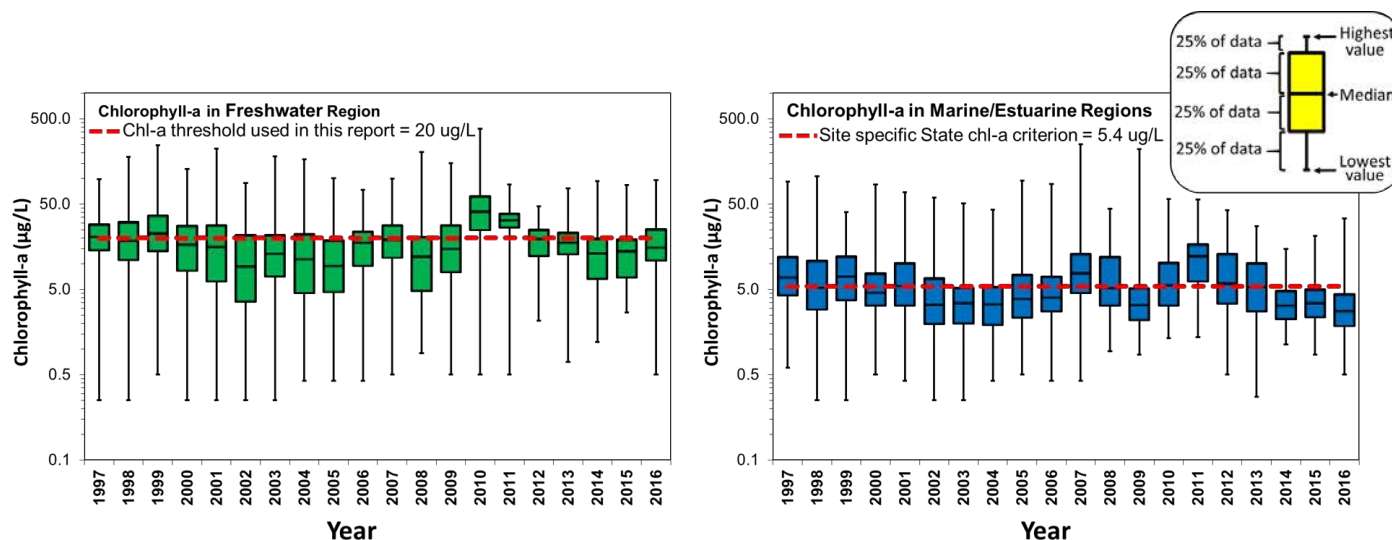 Chlorophyll-a in Freshwater Region
Chl-a threshold used in this report = 20 ug/L
Chlorophyll-a (µg/L)
500.0
50.0
5.0
0.5
0.1
1997
1998
1999
2000
2001
2002
2003
2004
2005
2006
2007
2008
2009
2010
2011
2012
2013
2014
2015
2016
Year
Chlorophyll-a in Marine/Estuarine Regions
Site specific State chl-a criterion = 5.4 ug/L
Chlorophyll-a (µg/L)
500.0
50.0
5.0
0.5
0.1
1997
1998
1999
2000
2001
2002
2003
2004
2005
2006
2007
2008
2009
2010
2011
2012
2013
2014
2015
2016
Year
25% of data
25% of data
25% of data
25% of data
Highest
value
Median
Lowest
value